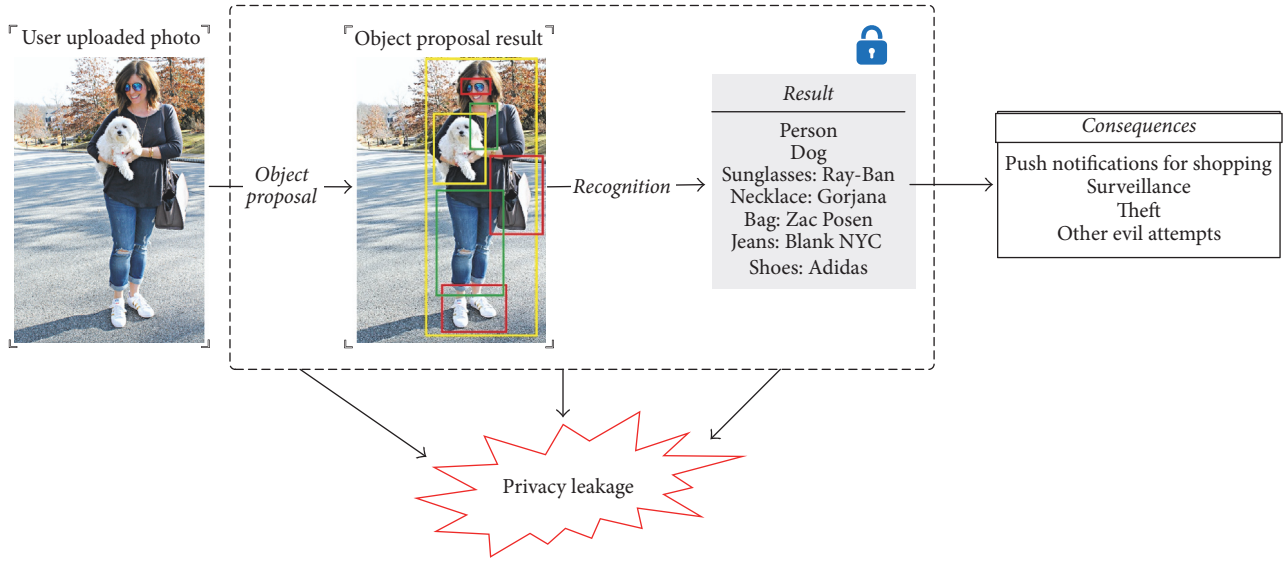 User uploaded photo
Object proposal result
Object
proposal
Recognition
Result
Person
Dog
Sunglasses: Ray-Ban
Necklace: Gorjana
Bag: Zac Posen
Jeans: Blank NYC
Shoes: Adidas
Consequences
Push notifications for shopping
Surveillance
Theft
Other evil attempts
Privacy leakage